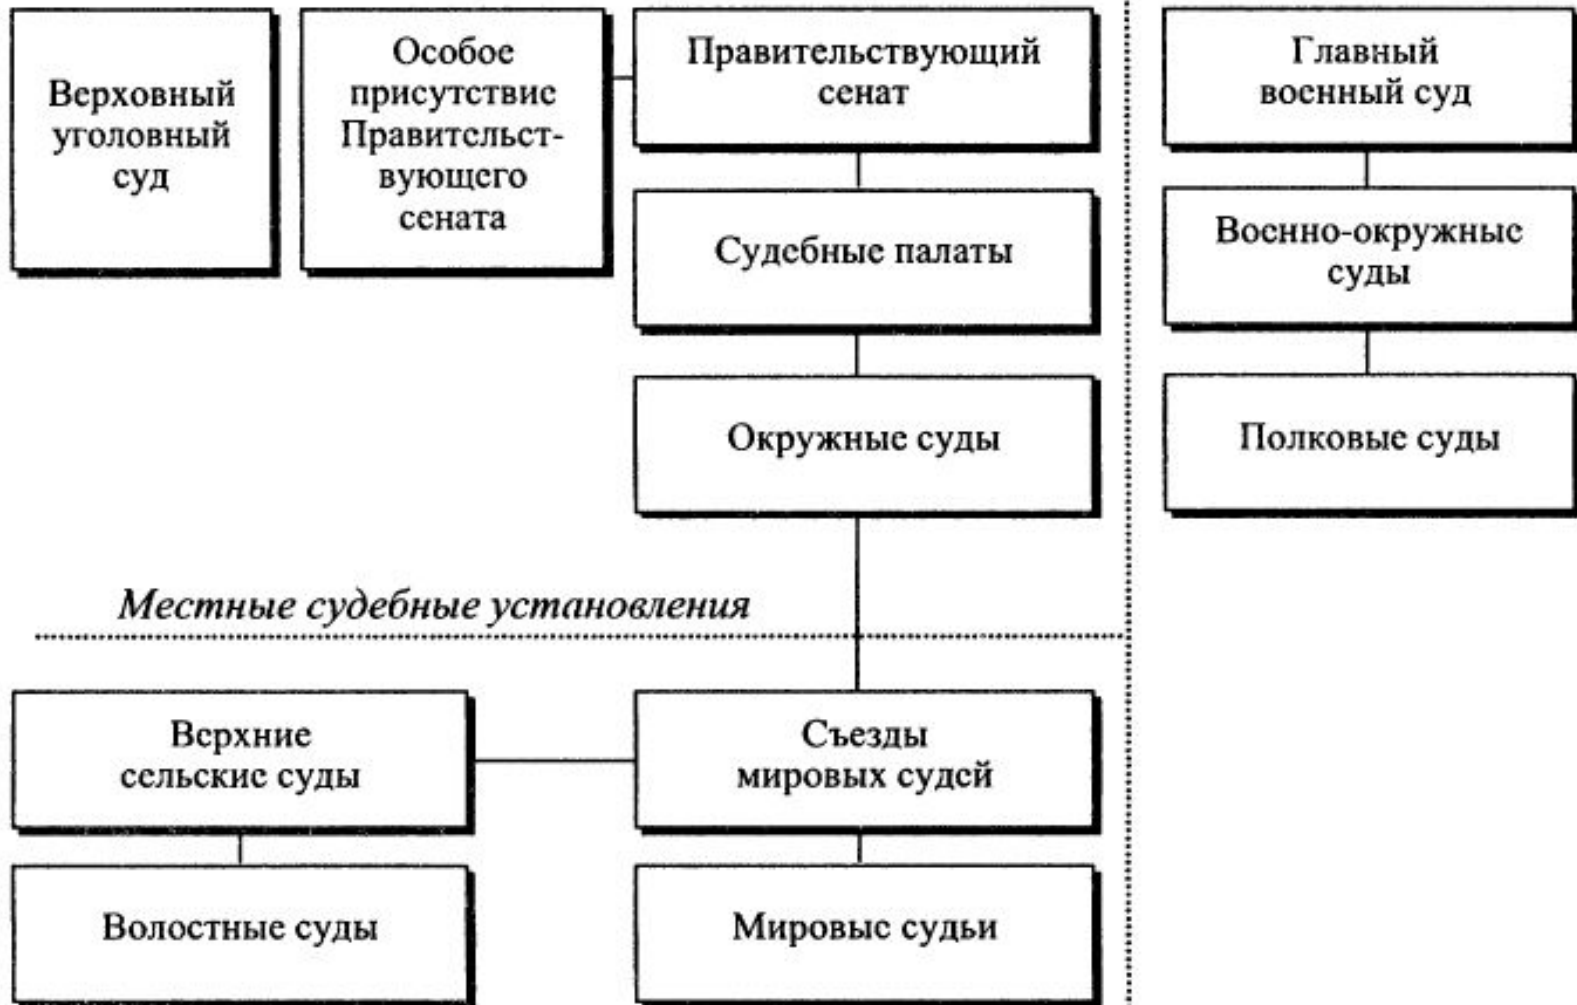 Верховный
уголовный
суд
Особое
присутствие
Правительст-
вующего
сената
Правительствующий
сенат
Судебные палаты
Окружные суды
Главный
военный суд
Военно-окружные
суды
Полковые суды
Местные судебные установления
Верхние
сельские суды
Съезды
мировых судей
Волостные суды
Мировые судьи